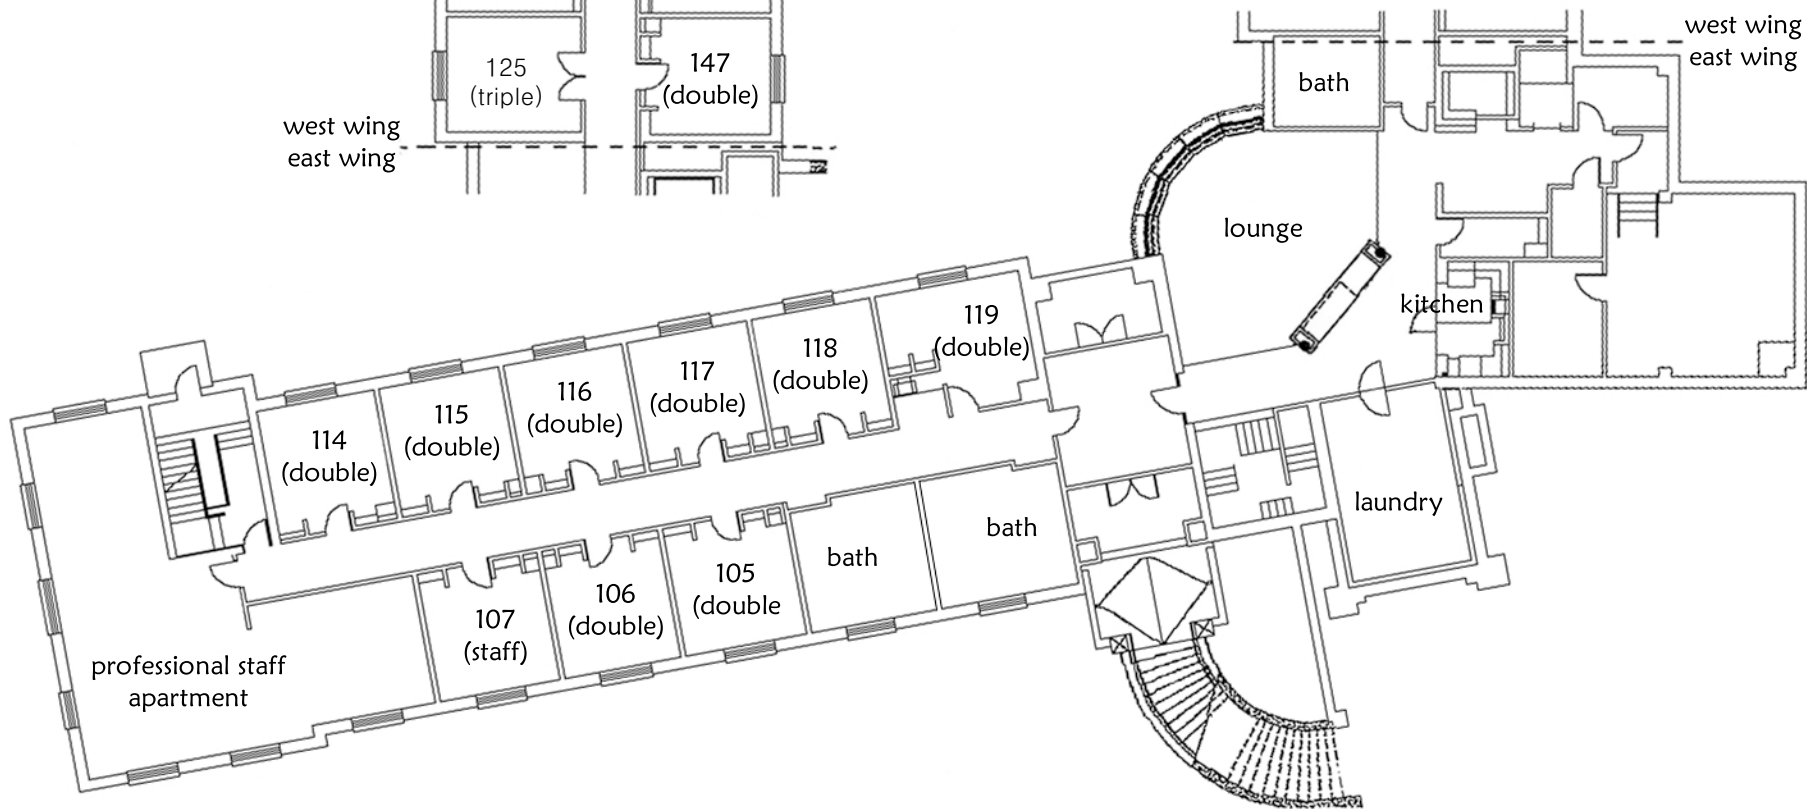 125
(triple)
147
(double)
west wing
east wing
west wing
east wing
bath
lounge
kitchen
119
(double)
118
(double)
117
(double)
116
(double)
115
(double)
114
(double)
laundry
bath
bath
105
(double
106
(double)
107
(staff)
professional staff
apartment